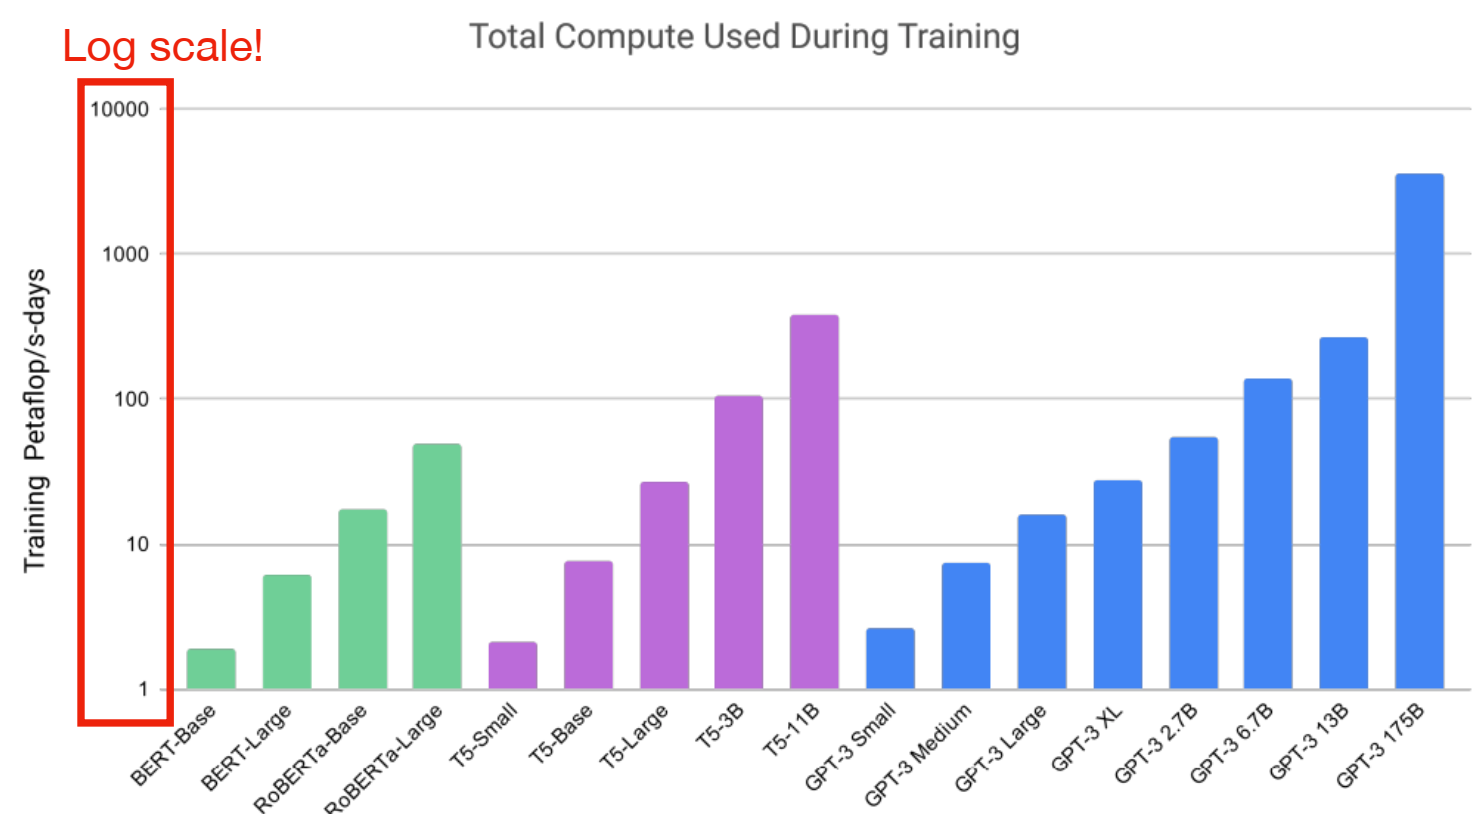 Log scale!
Total Compute Used During Training
Training Petaflop/s-days
10000
1000
100
10
1
BERT-Base
BERT-Large
RoBERTa-Base
RoBERTa-Large
T5-Small
T5-Base
T5-Large
T5-3B
T5-11B
GPT-3 Small
GPT-3 Medium
GPT-3 Large
GPT-3 XL
GPT-3 2.7B
GPT-3 6.7B
GPT-3 13B
GPT-3 175B